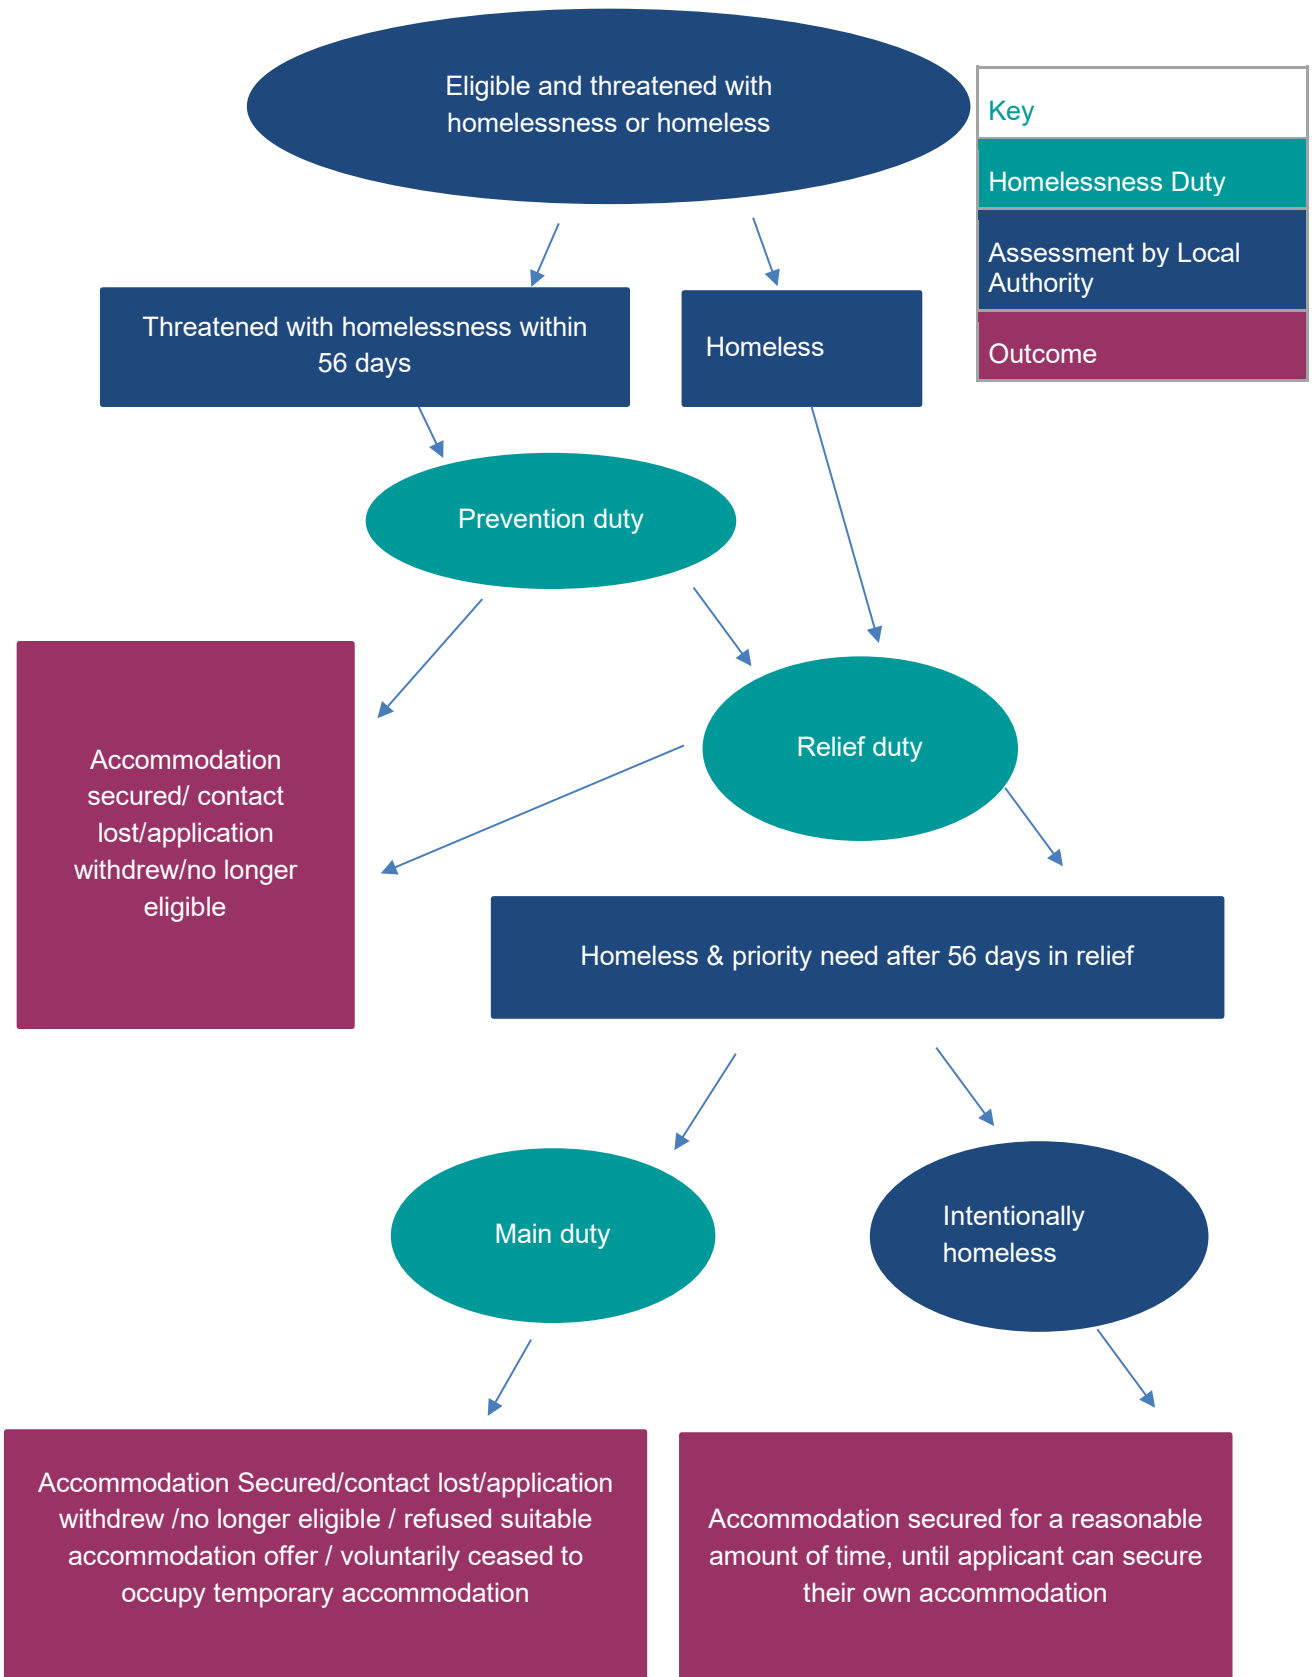 Eligible and threatened with
homelessness or homeless
Key
Homelessness Duty
Assessment by Local
Authority
Outcome
Threatened with homelessness within
56 days
Homeless
Prevention duty
Relief duty
Accommodation
secured/ contact
lost/application
withdrew/no longer
eligible
Homeless & priority need after 56 days in relief
Main duty
Intentionally
homeless
Accommodation Secured/contact lost/application
withdrew /no longer eligible / refused suitable
accommodation offer / voluntarily ceased to
occupy temporary accommodation
Accommodation secured for a reasonable
amount of time, until applicant can secure
their own accommodation